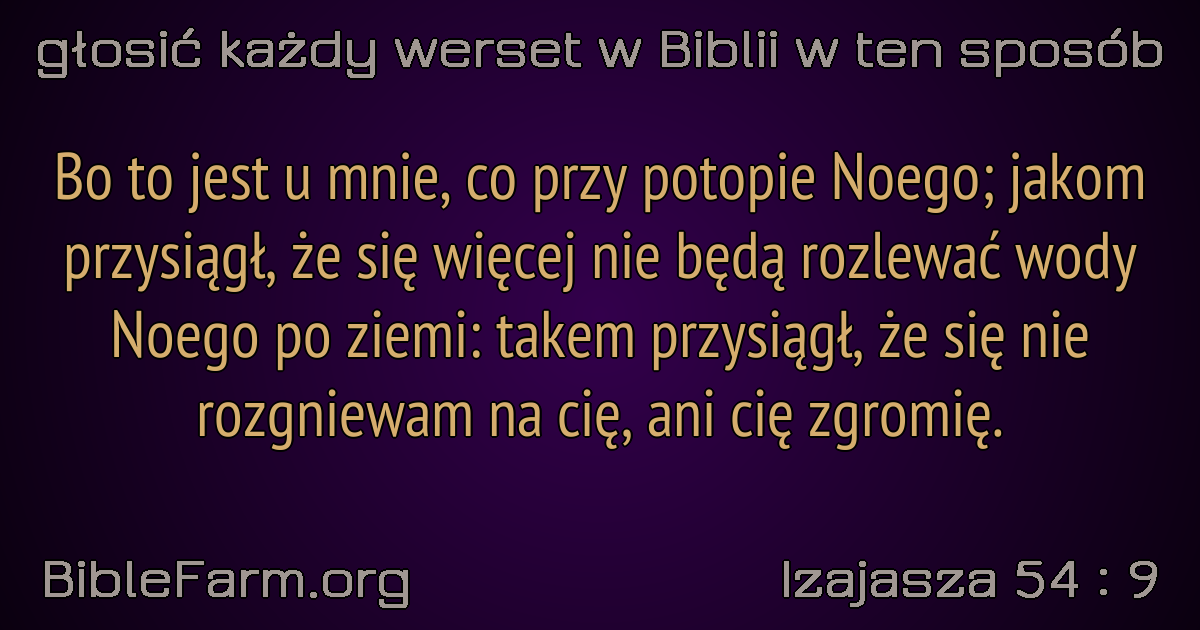 głosić każdy werset w Biblii w ten sposób
Bo to jest u mnie, co przy potopie Noego; jakom
przysiągł, że się więcej nie będą rozlewać wody
Noego po ziemi: takem przysiągł, że się nie
rozgniewam na cię, ani cię zgromię.
BibleFarm.org
Izajasza 54 : 9